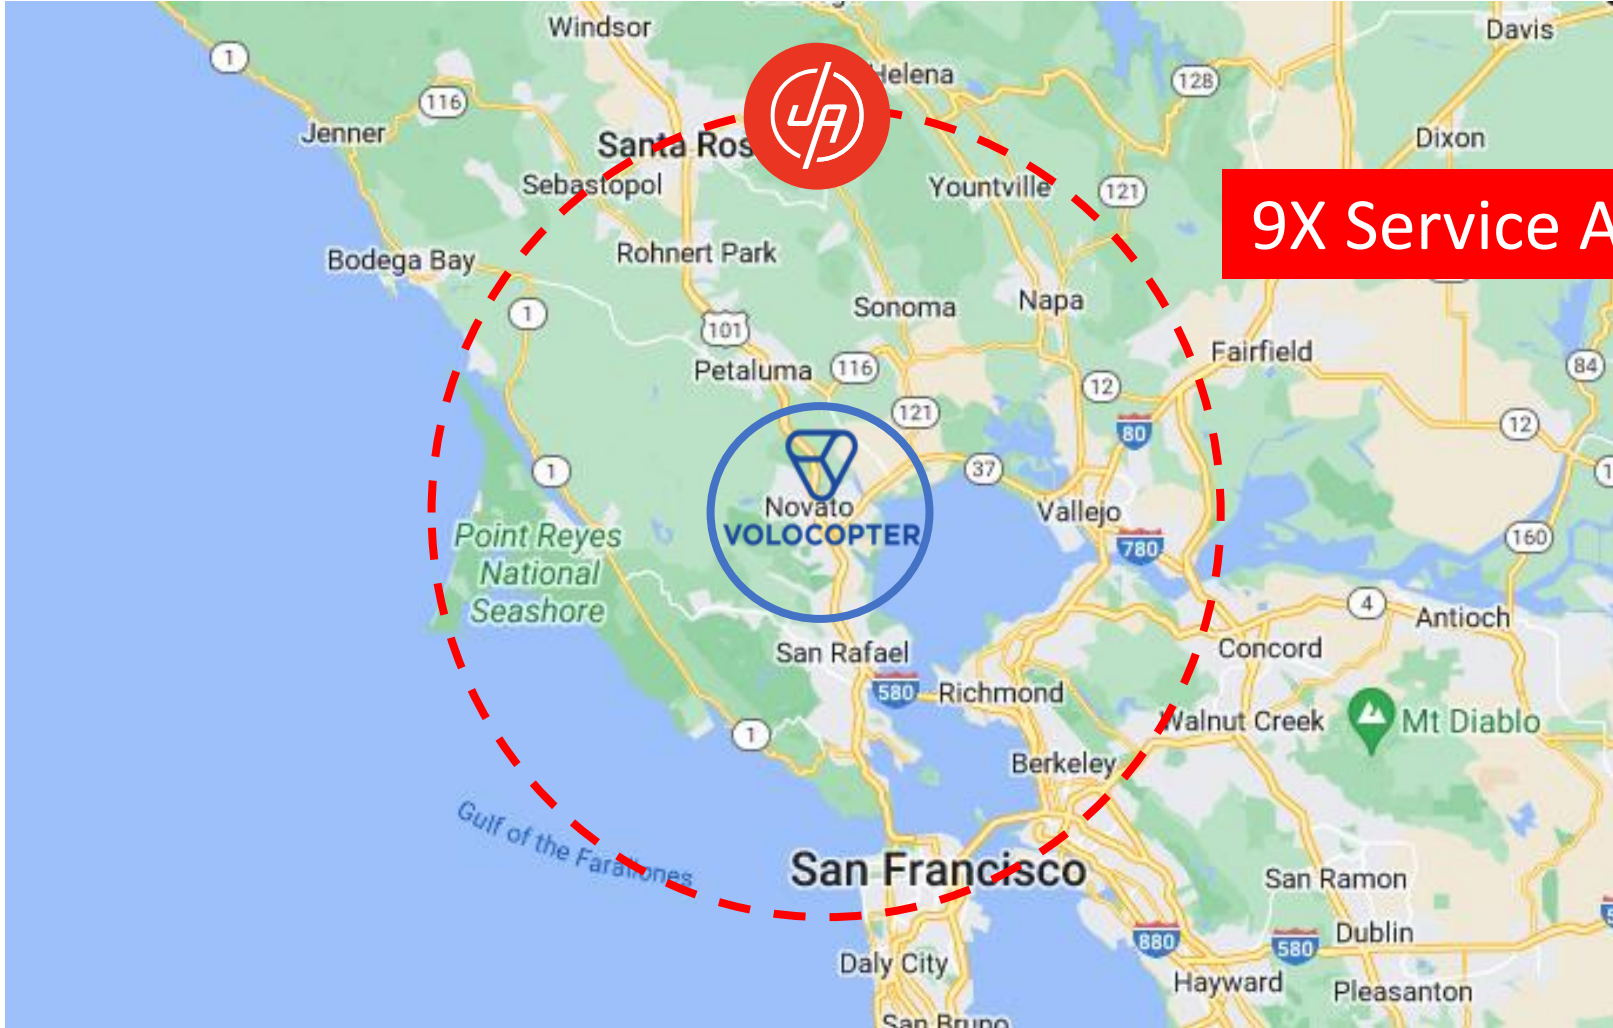 Windsor
Davis
1
Helena
128
116
JA
Jenner
Santa Ros
Dixon
Sebastopol
Yountville
121
9X Service A
Rohnert Park
Bodega Bay
Sonoma
Napa
1
101
Fairfield
Petaluma
116
84
12
121
12
80
37
1
Novato
Vallejo
VOLOCOPTER
Point Reyes
National
Seashore
780
160
4
Antioch
San Rafael
Concord
580
Richmond
1
Walnut Creek
Mt Diablo
Berkeley
Gulf of the Farallones
San Francisco
San Ramon
880
580
Dublin
Daly City
Hayward
Pleasanton
San Bruno